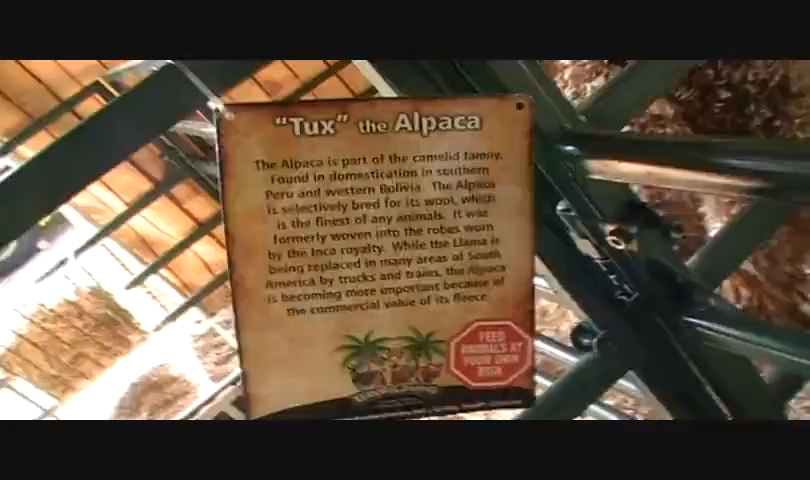 "Tux" the Alpaca
The Alpaca is part of the camelid family.
Found in domestication in southern
Peru and western Bolivia. The Alpaca
is selectively bred for its wool, which
is the finest of any animals. It was
formerly woven into the robes worn
by the Inca royalty. While the Llama is
being replaced in many areas of South
America by trucks and trains, the Alpaca
is becoming more important because of
the commercial value of its fleece.
FEED
ANIMALS AT
YOUR OWN
RISK